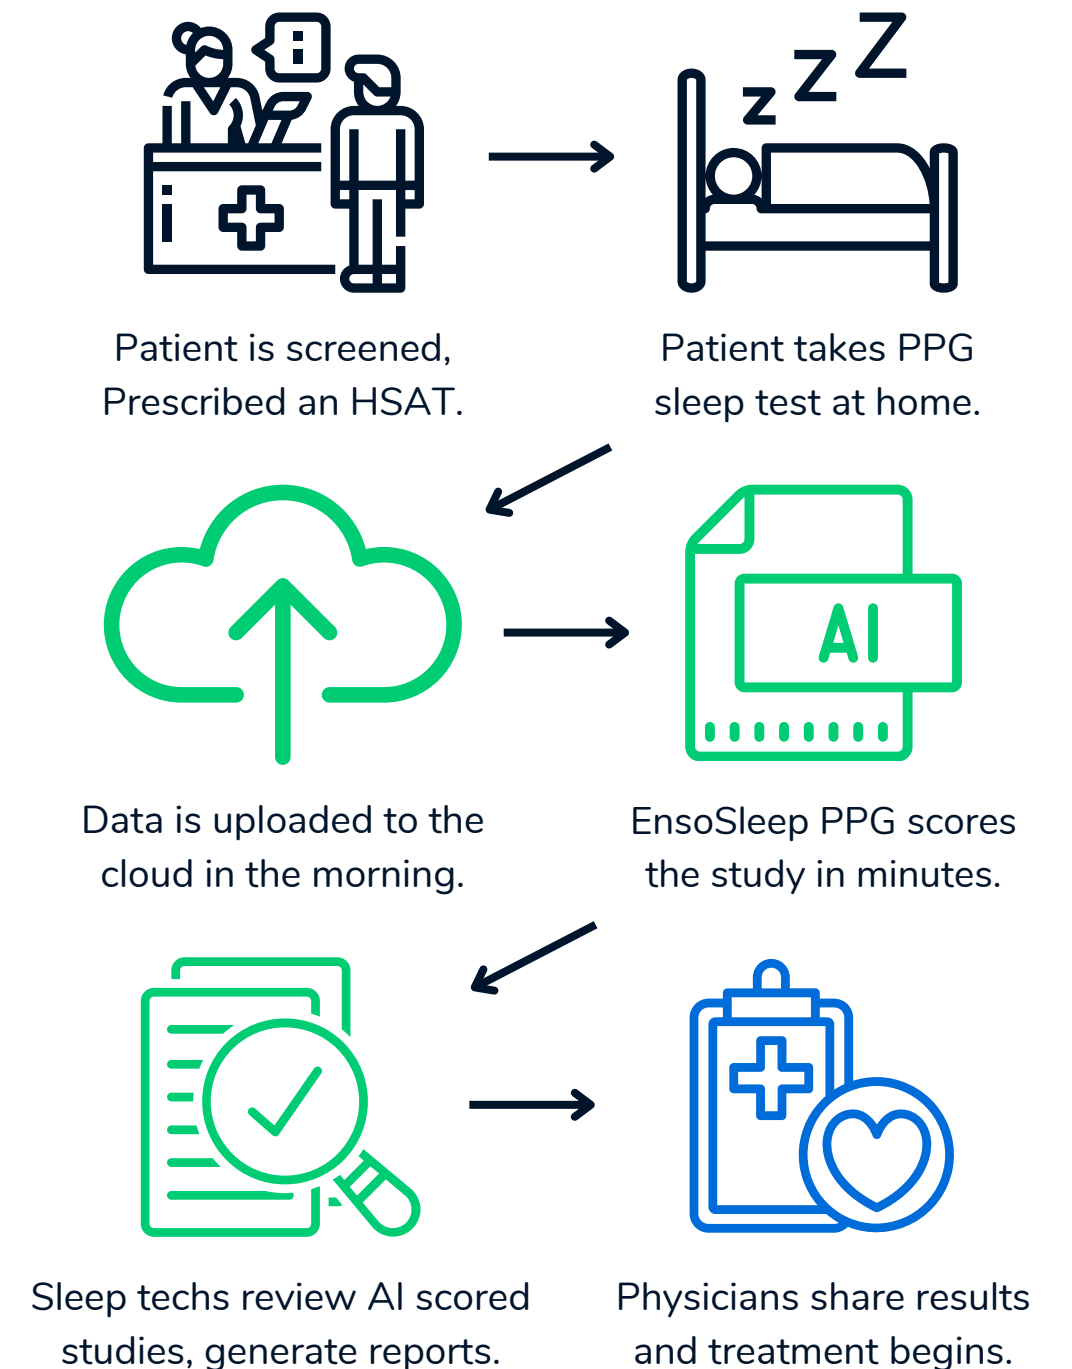 z Z Z
Patient is screened,
Prescribed an HSAT.
Patient takes PPG
sleep test at home.
Data is uploaded to the
cloud in the morning.
AI
EnsoSleep PPG scores
the study in minutes.
Sleep techs review AI scored
studies, generate reports.
Physicians share results
and treatment begins.